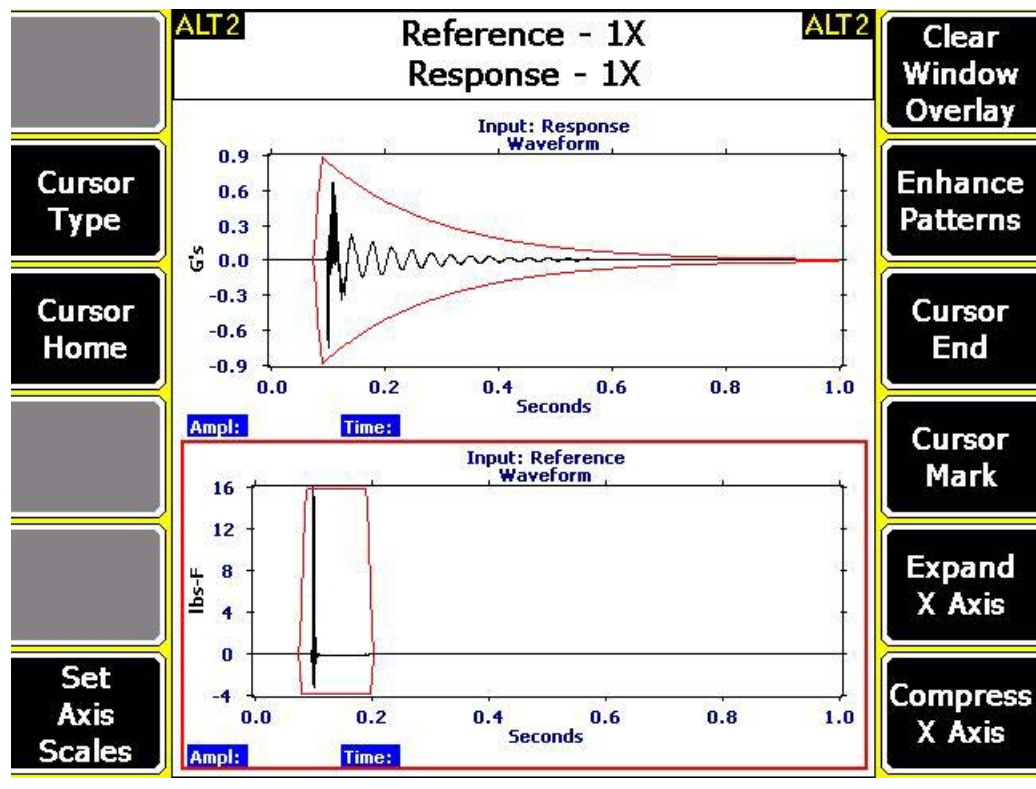 ALT2
Reference - 1X
Response - 1X
ALT2
Cursor
Type
Cursor
Home
Set
Axis
Scales
Input: Response
Waveform
0.9
0.6
0.3
0.0
-0.3
-0.6
-0.9
G's
0.0 0.2 0.4 0.6 0.8 1.0
Seconds
Ampl: Time:
Input: Reference
Waveform
16
12
8
4
0
-4
lbs-F
0.0 0.2 0.4 0.6 0.8 1.0
Seconds
Ampl: Time:
Clear
Window
Overlay
Enhance
Patterns
Cursor
End
Cursor
Mark
Expand
X Axis
Compress
X Axis